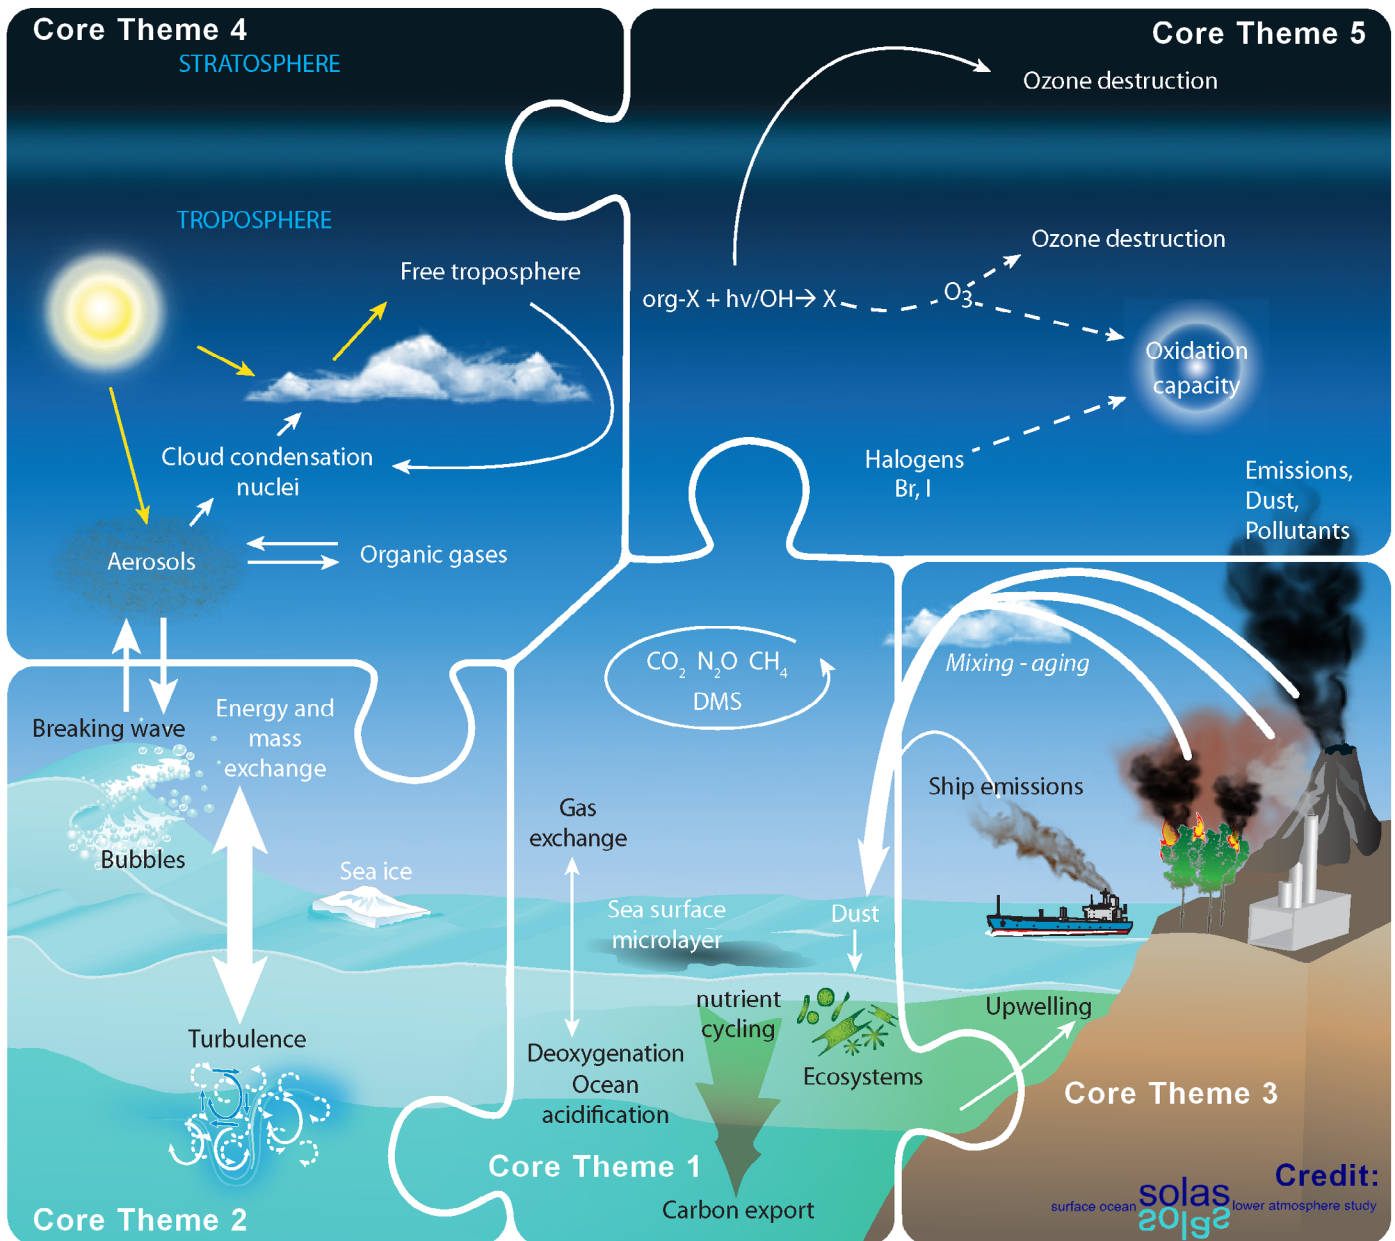 Core Theme 4
STRATOSPHERE
TROPOSPHERE
Free troposphere
Cloud condensation
nuclei
Aerosols
Organic gases
Core Theme 5
Ozone destruction
Ozone destruction
org-X + hv/OH→ X
O₃
Oxidation
capacity
Halogens
Br, I
Emissions,
Dust,
Pollutants
Breaking wave
Bubbles
Energy and
mass
exchange
Sea ice
Turbulence
Core Theme 2
CO₂ N₂O CH₄
DMS
Gas
exchange
Sea surface
microlayer
Dust
nutrient
cycling
Ecosystems
Deoxygenation
Ocean
acidification
Core Theme 1
Carbon export
Mixing - aging
Ship emissions
Upwelling
Core Theme 3
Credit:
surface ocean solas lower atmosphere study
solas